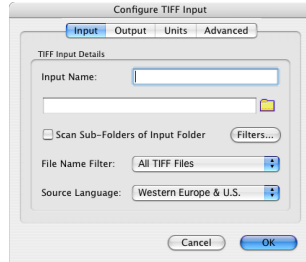 Configure TIFF Input
Input Output Units Advanced
TIFF Input Details
Input Name:
Scan Sub-Folders of Input Folder Filters...
File Name Filter: All TIFF Files
Source Language: Western Europe & U.S.
Cancel OK